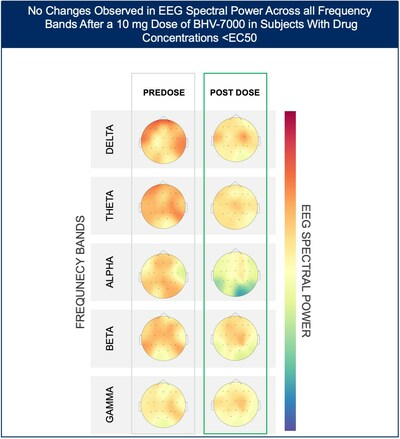 No Changes Observed in EEG Spectral Power Across all Frequency
Bands After a 10 mg Dose of BHV-7000 in Subjects With Drug
Concentrations <EC50
PREDOSE
POST DOSE
DELTA
THETA
ALPHA
BETA
GAMMA
FREQUNECY BANDS
EEG SPECTRAL POWER